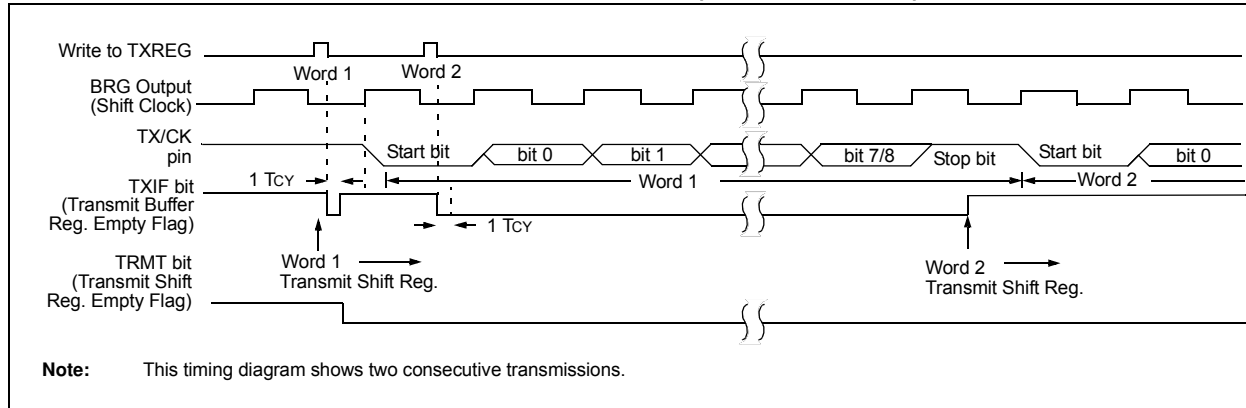 Write to TXREG
Word 1
Word 2
BRG Output
(Shift Clock)
TX/CK
pin
Start bit
bit 0
bit 1
bit 7/8
Stop bit
Start bit
bit 0
Word 1
Word 2
1 TCY
TXIF bit
(Transmit Buffer
Reg. Empty Flag)
1 TCY
Word 1
Transmit Shift Reg.
Word 2
Transmit Shift Reg.
TRMT bit
(Transmit Shift
Reg. Empty Flag)
Note: This timing diagram shows two consecutive transmissions.